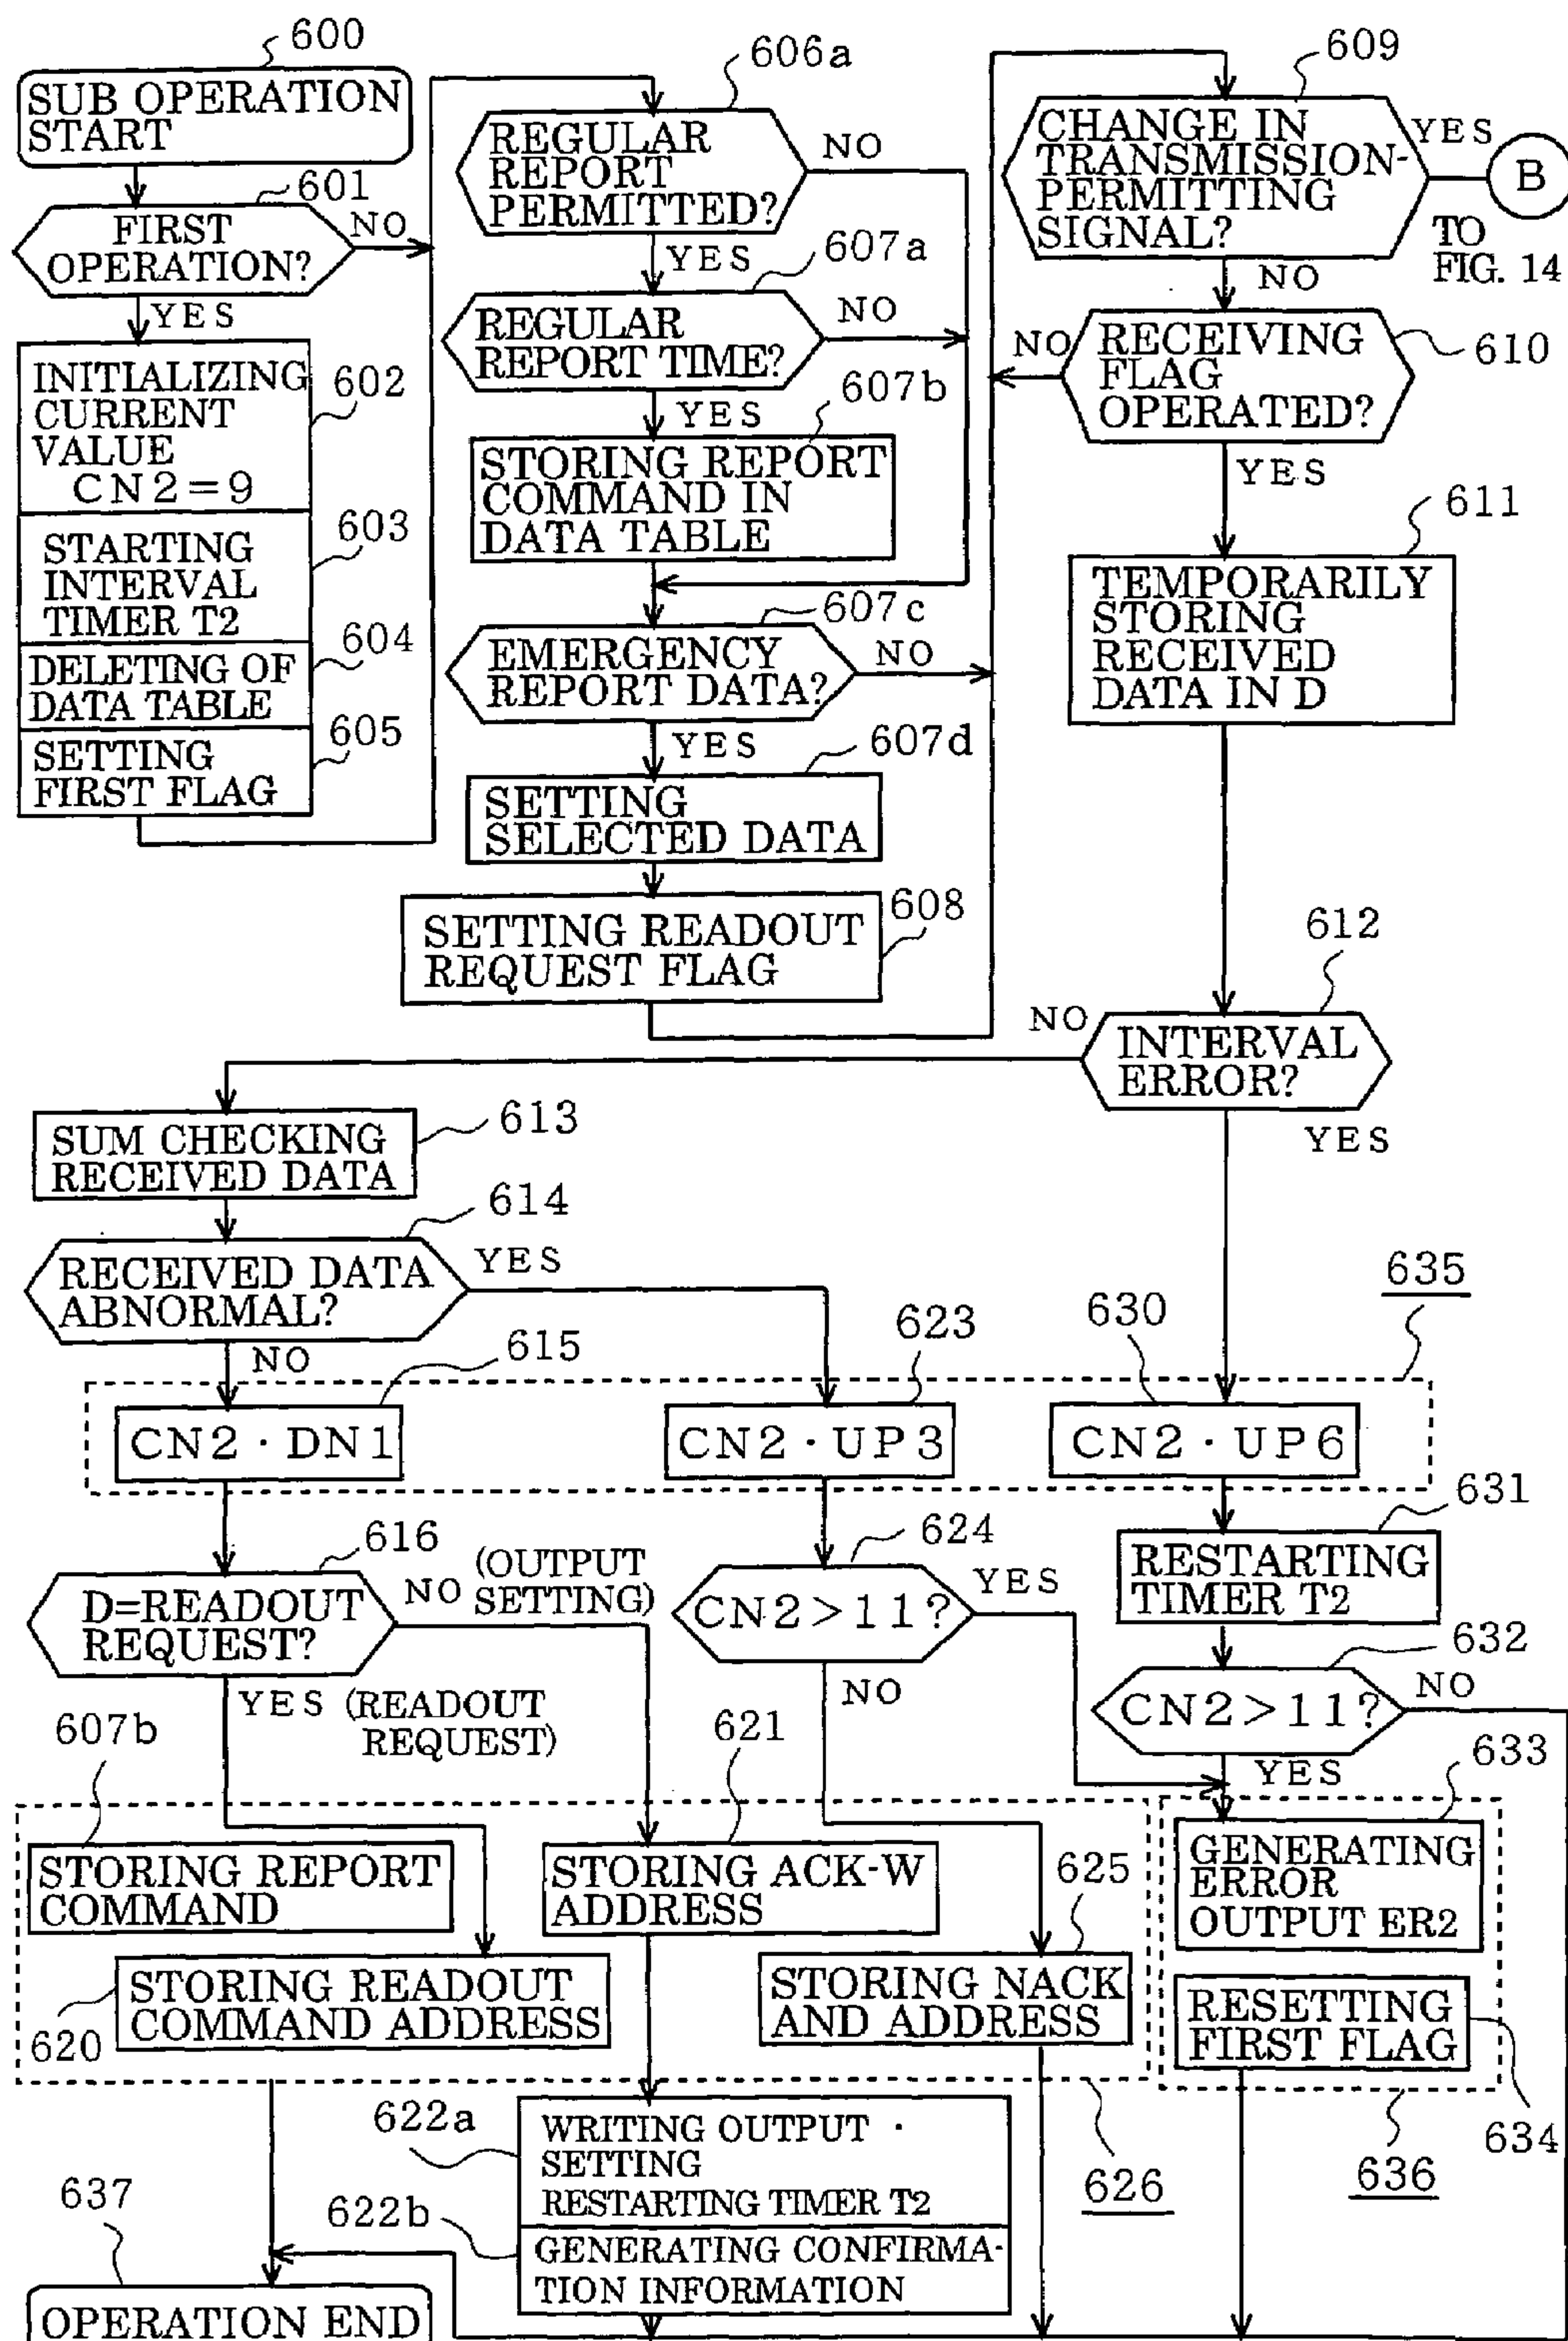 600
SUB OPERATION
START
601
FIRST
OPERATION?
NO
YES
INITIALIZING
CURRENT
VALUE
CN2=9
602
STARTING
INTERVAL
TIMER T2
603
DELETING OF
DATA TABLE
604
SETTING
FIRST FLAG
605
606a
REGULAR
REPORT
PERMITTED?
NO
YES
607a
REGULAR
REPORT TIME?
NO
YES
607b
STORING REPORT
COMMAND IN
DATA TABLE
607c
EMERGENCY
REPORT DATA?
NO
YES
607d
SETTING
SELECTED DATA
608
SETTING READOUT
REQUEST FLAG
609
CHANGE IN
TRANSMISSION-
PERMITTING
SIGNAL?
YES
B
TO
FIG. 14
NO
RECEIVING
FLAG
OPERATED?
NO
610
YES
611
TEMPORARILY
STORING
RECEIVED
DATA IN D
612
NO
INTERVAL
ERROR?
YES
SUM CHECKING
RECEIVED DATA
613
614
RECEIVED DATA
ABNORMAL?
YES
NO
615
623
630
635
CN2・DN1
CN2・UP3
CN2・UP6
616
D=READOUT
REQUEST?
NO (OUTPUT
SETTING)
YES (READOUT
REQUEST)
624
CN2>11?
YES
NO
631
RESTARTING
TIMER T2
632
CN2>11?
NO
YES
607b
STORING REPORT
COMMAND
621
STORING ACK-W
ADDRESS
625
STORING NACK
AND ADDRESS
620
STORING READOUT
COMMAND ADDRESS
633
GENERATING
ERROR
OUTPUT ER2
RESETTING
FIRST FLAG
634
636
626
622a
WRITING OUTPUT・
SETTING
RESTARTING TIMER T2
622b
GENERATING CONFIRMA-
TION INFORMATION
637
OPERATION END